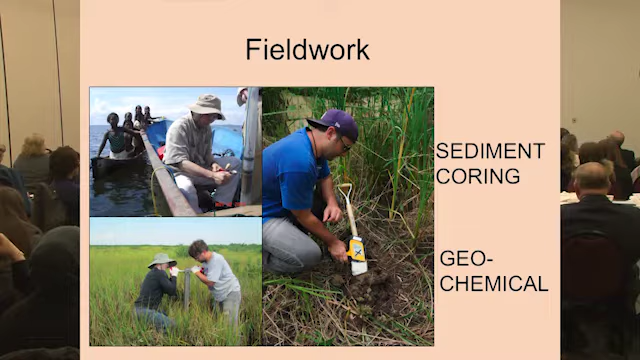 Fieldwork
SEDIMENT
CORING
GEO-
CHEMICAL